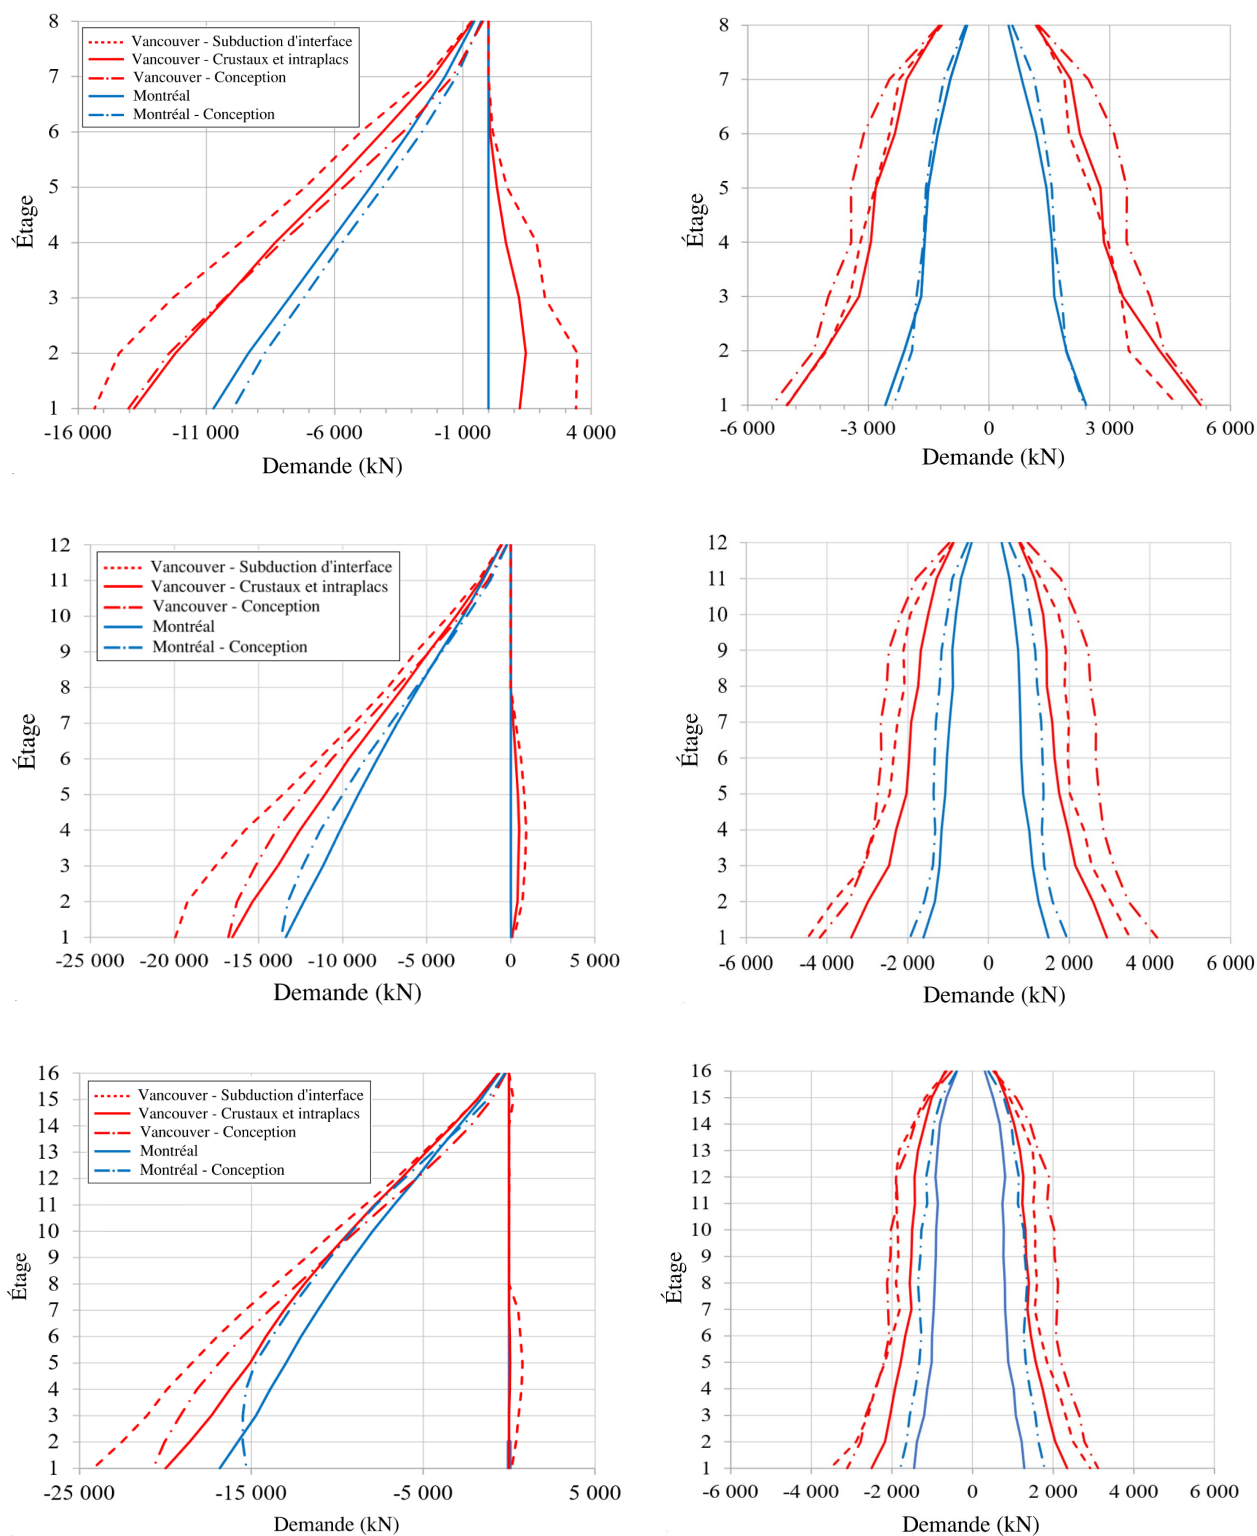 8
7
6
5
4
3
2
1
Étage
Vancouver - Subduction d'interface
Vancouver - Crustaux et intraplacs
Vancouver - Conception
Montréal
Montréal - Conception
-16 000 -11 000 -6 000 -1 000 4 000
Demande (kN)
8
7
6
5
4
3
2
1
Étage
-6 000 -3 000 0 3 000 6 000
Demande (kN)
12
11
10
9
8
7
6
5
4
3
2
1
Étage
Vancouver - Subduction d'interface
Vancouver - Crustaux et intraplacs
Vancouver - Conception
Montréal
Montréal - Conception
-25 000 -20 000 -15 000 -10 000 -5 000 0 5 000
Demande (kN)
12
11
10
9
8
7
6
5
4
3
2
1
Étage
-6 000 -4 000 -2 000 0 2 000 4 000 6 000
Demande (kN)
16
15
14
13
12
11
10
9
8
7
6
5
4
3
2
1
Étage
Vancouver - Subduction d'interface
Vancouver - Crustaux et intraplacs
Vancouver - Conception
Montréal
Montréal - Conception
-25 000 -15 000 -5 000 5 000
Demande (kN)
16
15
14
13
12
11
10
9
8
7
6
5
4
3
2
1
Étage
-6 000 -4 000 -2 000 0 2 000 4 000 6 000
Demande (kN)